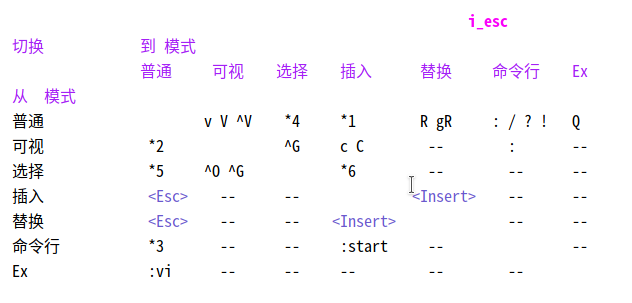 i_esc
切换 到 模式
普通 可视 选择 插入 替换 命令行 Ex
从 模式
普通 v V ^V *4 *1 R gR : / ? ! Q
可视 *2 ^G c C -- : --
选择 *5 ^O ^G *6 -- -- --
插入 <Esc> -- -- <Insert> -- --
替换 <Esc> -- -- <Insert> -- --
命令行 *3 -- -- :start -- --
Ex :vi -- -- -- -- --